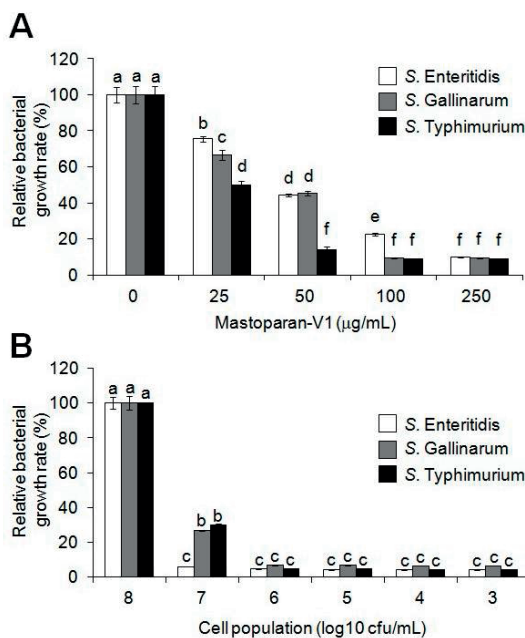 A
Relative bacterial
growth rate (%)
120
100
80
60
40
20
0
a a a
b
c
d
d d
f
e
f f
f f f
S. Enteritidis
S. Gallinarum
S. Typhimurium
0 25 50 100 250
Mastoparan-V1 (µg/mL)
B
Relative bacterial
growth rate (%)
120
100
80
60
40
20
0
a a a
c
b b
c c c
c c c
c c c
c c c
S. Enteritidis
S. Gallinarum
S. Typhimurium
8 7 6 5 4 3
Cell population (log10 cfu/mL)